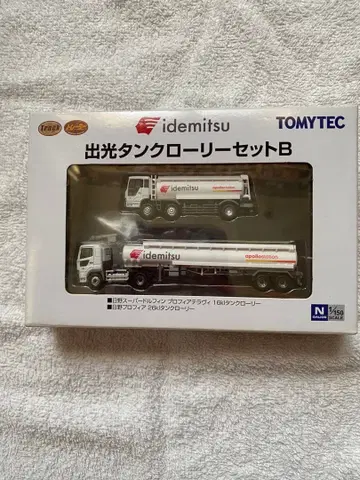 Truck
idemitsu
TOMYTEC
出光タンクローリーセットB
idemitsu
apollostation
idemitsu
apollostation
■日野スーパードルフィン プロフィアテラヴィ 16klタンクローリー
■日野プロフィア 26klタンクローリー
N
1/150
SCALE